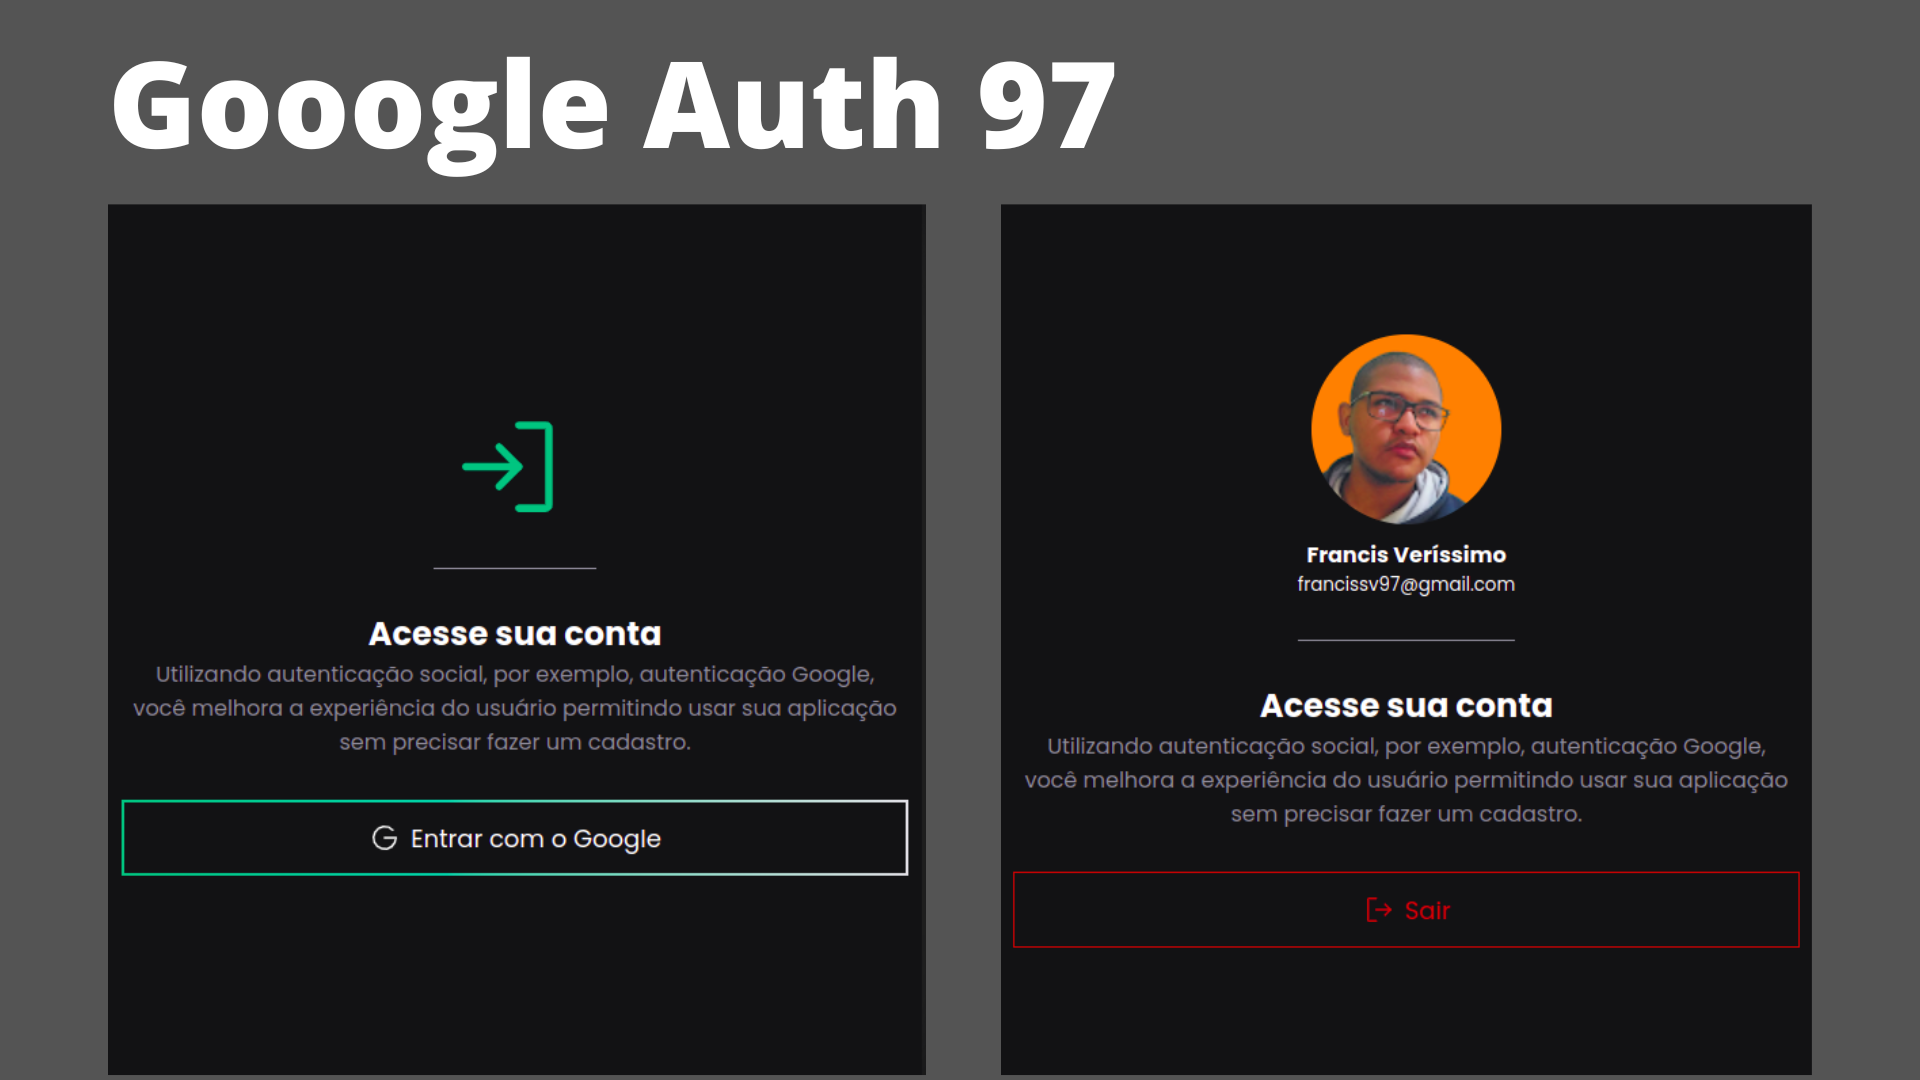 Gooogle Auth 97
Acesse sua conta
Utilizando autenticação social, por exemplo, autenticação Google,
você melhora a experiência do usuário permitindo usar sua aplicação
sem precisar fazer um cadastro.
Entrar com o Google
Francis Veríssimo
francissv97@gmail.com
Acesse sua conta
Utilizando autenticação social, por exemplo, autenticação Google,
você melhora a experiência do usuário permitindo usar sua aplicação
sem precisar fazer um cadastro.
Sair